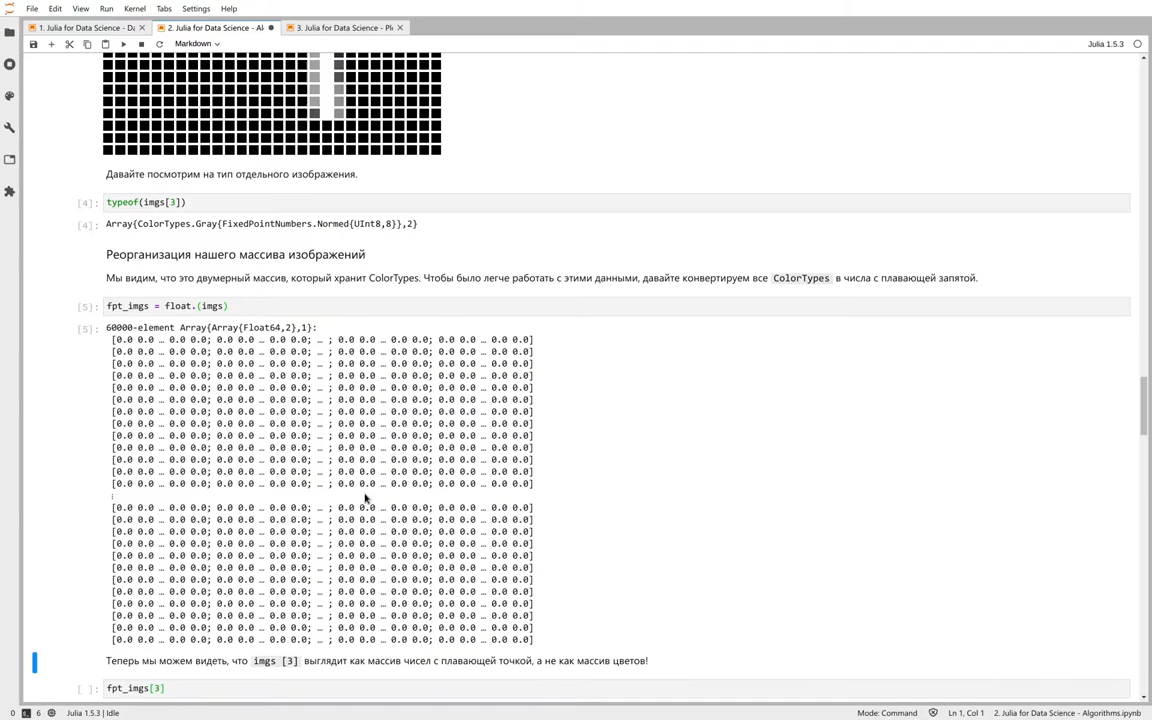 File Edit View Run Kernel Tabs Settings Help
1. Julia for Data Science - Da
2. Julia for Data Science - Al
3. Julia for Data Science - Plo
Markdown
Julia 1.5.3
Давайте посмотрим на тип отдельного изображения.
[4]: typeof(imgs[3])
[4]: Array{ColorTypes.Gray{FixedPointNumbers.Normed{UInt8,8}},2}
Реорганизация нашего массива изображений
Мы видим, что это двумерный массив, который хранит ColorTypes. Чтобы было легче работать с этими данными, давайте конвертируем все ColorTypes в числа с плавающей запятой.
[5]: fpt_imgs = float.(imgs)
[5]: 60000-element Array{Array{Float64,2},1}:
[0.0 0.0 … 0.0 0.0; 0.0 0.0 … 0.0 0.0; … ; 0.0 0.0 … 0.0 0.0; 0.0 0.0 … 0.0 0.0]
[0.0 0.0 … 0.0 0.0; 0.0 0.0 … 0.0 0.0; … ; 0.0 0.0 … 0.0 0.0; 0.0 0.0 … 0.0 0.0]
[0.0 0.0 … 0.0 0.0; 0.0 0.0 … 0.0 0.0; … ; 0.0 0.0 … 0.0 0.0; 0.0 0.0 … 0.0 0.0]
[0.0 0.0 … 0.0 0.0; 0.0 0.0 … 0.0 0.0; … ; 0.0 0.0 … 0.0 0.0; 0.0 0.0 … 0.0 0.0]
[0.0 0.0 … 0.0 0.0; 0.0 0.0 … 0.0 0.0; … ; 0.0 0.0 … 0.0 0.0; 0.0 0.0 … 0.0 0.0]
[0.0 0.0 … 0.0 0.0; 0.0 0.0 … 0.0 0.0; … ; 0.0 0.0 … 0.0 0.0; 0.0 0.0 … 0.0 0.0]
[0.0 0.0 … 0.0 0.0; 0.0 0.0 … 0.0 0.0; … ; 0.0 0.0 … 0.0 0.0; 0.0 0.0 … 0.0 0.0]
[0.0 0.0 … 0.0 0.0; 0.0 0.0 … 0.0 0.0; … ; 0.0 0.0 … 0.0 0.0; 0.0 0.0 … 0.0 0.0]
[0.0 0.0 … 0.0 0.0; 0.0 0.0 … 0.0 0.0; … ; 0.0 0.0 … 0.0 0.0; 0.0 0.0 … 0.0 0.0]
[0.0 0.0 … 0.0 0.0; 0.0 0.0 … 0.0 0.0; … ; 0.0 0.0 … 0.0 0.0; 0.0 0.0 … 0.0 0.0]
[0.0 0.0 … 0.0 0.0; 0.0 0.0 … 0.0 0.0; … ; 0.0 0.0 … 0.0 0.0; 0.0 0.0 … 0.0 0.0]
[0.0 0.0 … 0.0 0.0; 0.0 0.0 … 0.0 0.0; … ; 0.0 0.0 … 0.0 0.0; 0.0 0.0 … 0.0 0.0]
[0.0 0.0 … 0.0 0.0; 0.0 0.0 … 0.0 0.0; … ; 0.0 0.0 … 0.0 0.0; 0.0 0.0 … 0.0 0.0]
⋮
[0.0 0.0 … 0.0 0.0; 0.0 0.0 … 0.0 0.0; … ; 0.0 0.0 … 0.0 0.0; 0.0 0.0 … 0.0 0.0]
[0.0 0.0 … 0.0 0.0; 0.0 0.0 … 0.0 0.0; … ; 0.0 0.0 … 0.0 0.0; 0.0 0.0 … 0.0 0.0]
[0.0 0.0 … 0.0 0.0; 0.0 0.0 … 0.0 0.0; … ; 0.0 0.0 … 0.0 0.0; 0.0 0.0 … 0.0 0.0]
[0.0 0.0 … 0.0 0.0; 0.0 0.0 … 0.0 0.0; … ; 0.0 0.0 … 0.0 0.0; 0.0 0.0 … 0.0 0.0]
[0.0 0.0 … 0.0 0.0; 0.0 0.0 … 0.0 0.0; … ; 0.0 0.0 … 0.0 0.0; 0.0 0.0 … 0.0 0.0]
[0.0 0.0 … 0.0 0.0; 0.0 0.0 … 0.0 0.0; … ; 0.0 0.0 … 0.0 0.0; 0.0 0.0 … 0.0 0.0]
[0.0 0.0 … 0.0 0.0; 0.0 0.0 … 0.0 0.0; … ; 0.0 0.0 … 0.0 0.0; 0.0 0.0 … 0.0 0.0]
[0.0 0.0 … 0.0 0.0; 0.0 0.0 … 0.0 0.0; … ; 0.0 0.0 … 0.0 0.0; 0.0 0.0 … 0.0 0.0]
[0.0 0.0 … 0.0 0.0; 0.0 0.0 … 0.0 0.0; … ; 0.0 0.0 … 0.0 0.0; 0.0 0.0 … 0.0 0.0]
[0.0 0.0 … 0.0 0.0; 0.0 0.0 … 0.0 0.0; … ; 0.0 0.0 … 0.0 0.0; 0.0 0.0 … 0.0 0.0]
[0.0 0.0 … 0.0 0.0; 0.0 0.0 … 0.0 0.0; … ; 0.0 0.0 … 0.0 0.0; 0.0 0.0 … 0.0 0.0]
[0.0 0.0 … 0.0 0.0; 0.0 0.0 … 0.0 0.0; … ; 0.0 0.0 … 0.0 0.0; 0.0 0.0 … 0.0 0.0]
Теперь мы можем видеть, что imgs [3] выглядит как массив чисел с плавающей точкой, а не как массив цветов!
[ ]: fpt_imgs[3]
0 6 Julia 1.5.3 | Idle Mode: Command Ln 1, Col 1 2. Julia for Data Science - Algorithms.ipynb